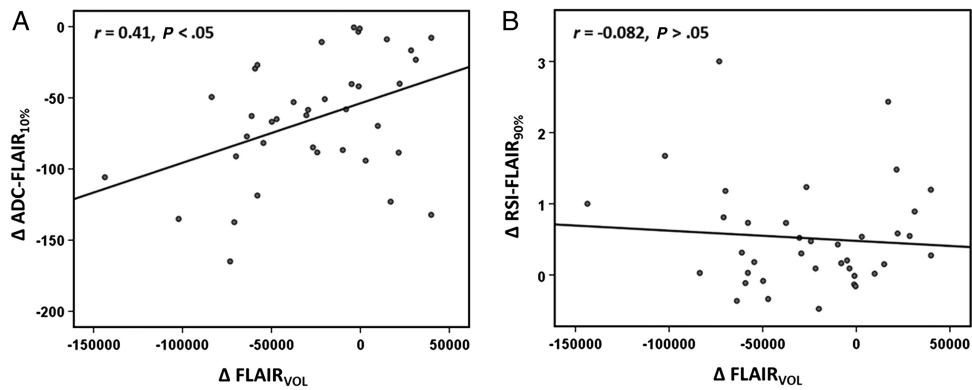 A
r = 0.41, P < .05
0
-50
-100
-150
-200
Δ ADC-FLAIR10%
-150000 -100000 -50000 0 50000
Δ FLAIRVOL
B
r = -0.082, P > .05
3
2
1
0
Δ RSI-FLAIR90%
-150000 -100000 -50000 0 50000
Δ FLAIRVOL